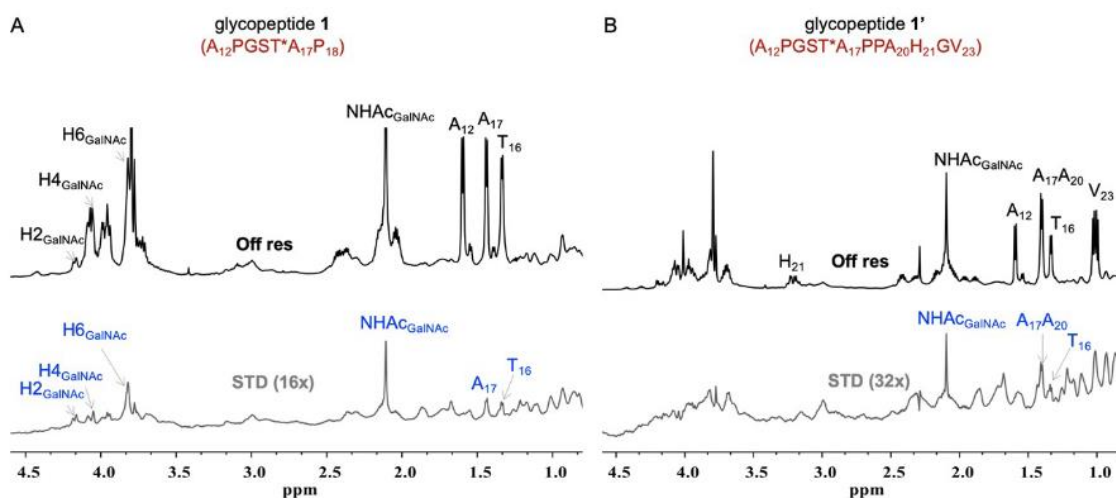 A
glycopeptide 1
(A12PGST*A17P18)
NHAcGalNAc
A12
A17
T16
H6GalNAc
H4GalNAc
H2GalNAc
Off res
H6GalNAc
H4GalNAc
H2GalNAc
NHAcGalNAc
STD (16x)
A17
T16
4.5 4.0 3.5 3.0 2.5 2.0 1.5 1.0
ppm
B
glycopeptide 1’
(A12PGST*A17PPA20H21GV23)
NHAcGalNAc
A17A20
V23
A12
T16
H21
Off res
NHAcGalNAc
A17A20
T16
STD (32x)
4.5 4.0 3.5 3.0 2.5 2.0 1.5 1.0
ppm